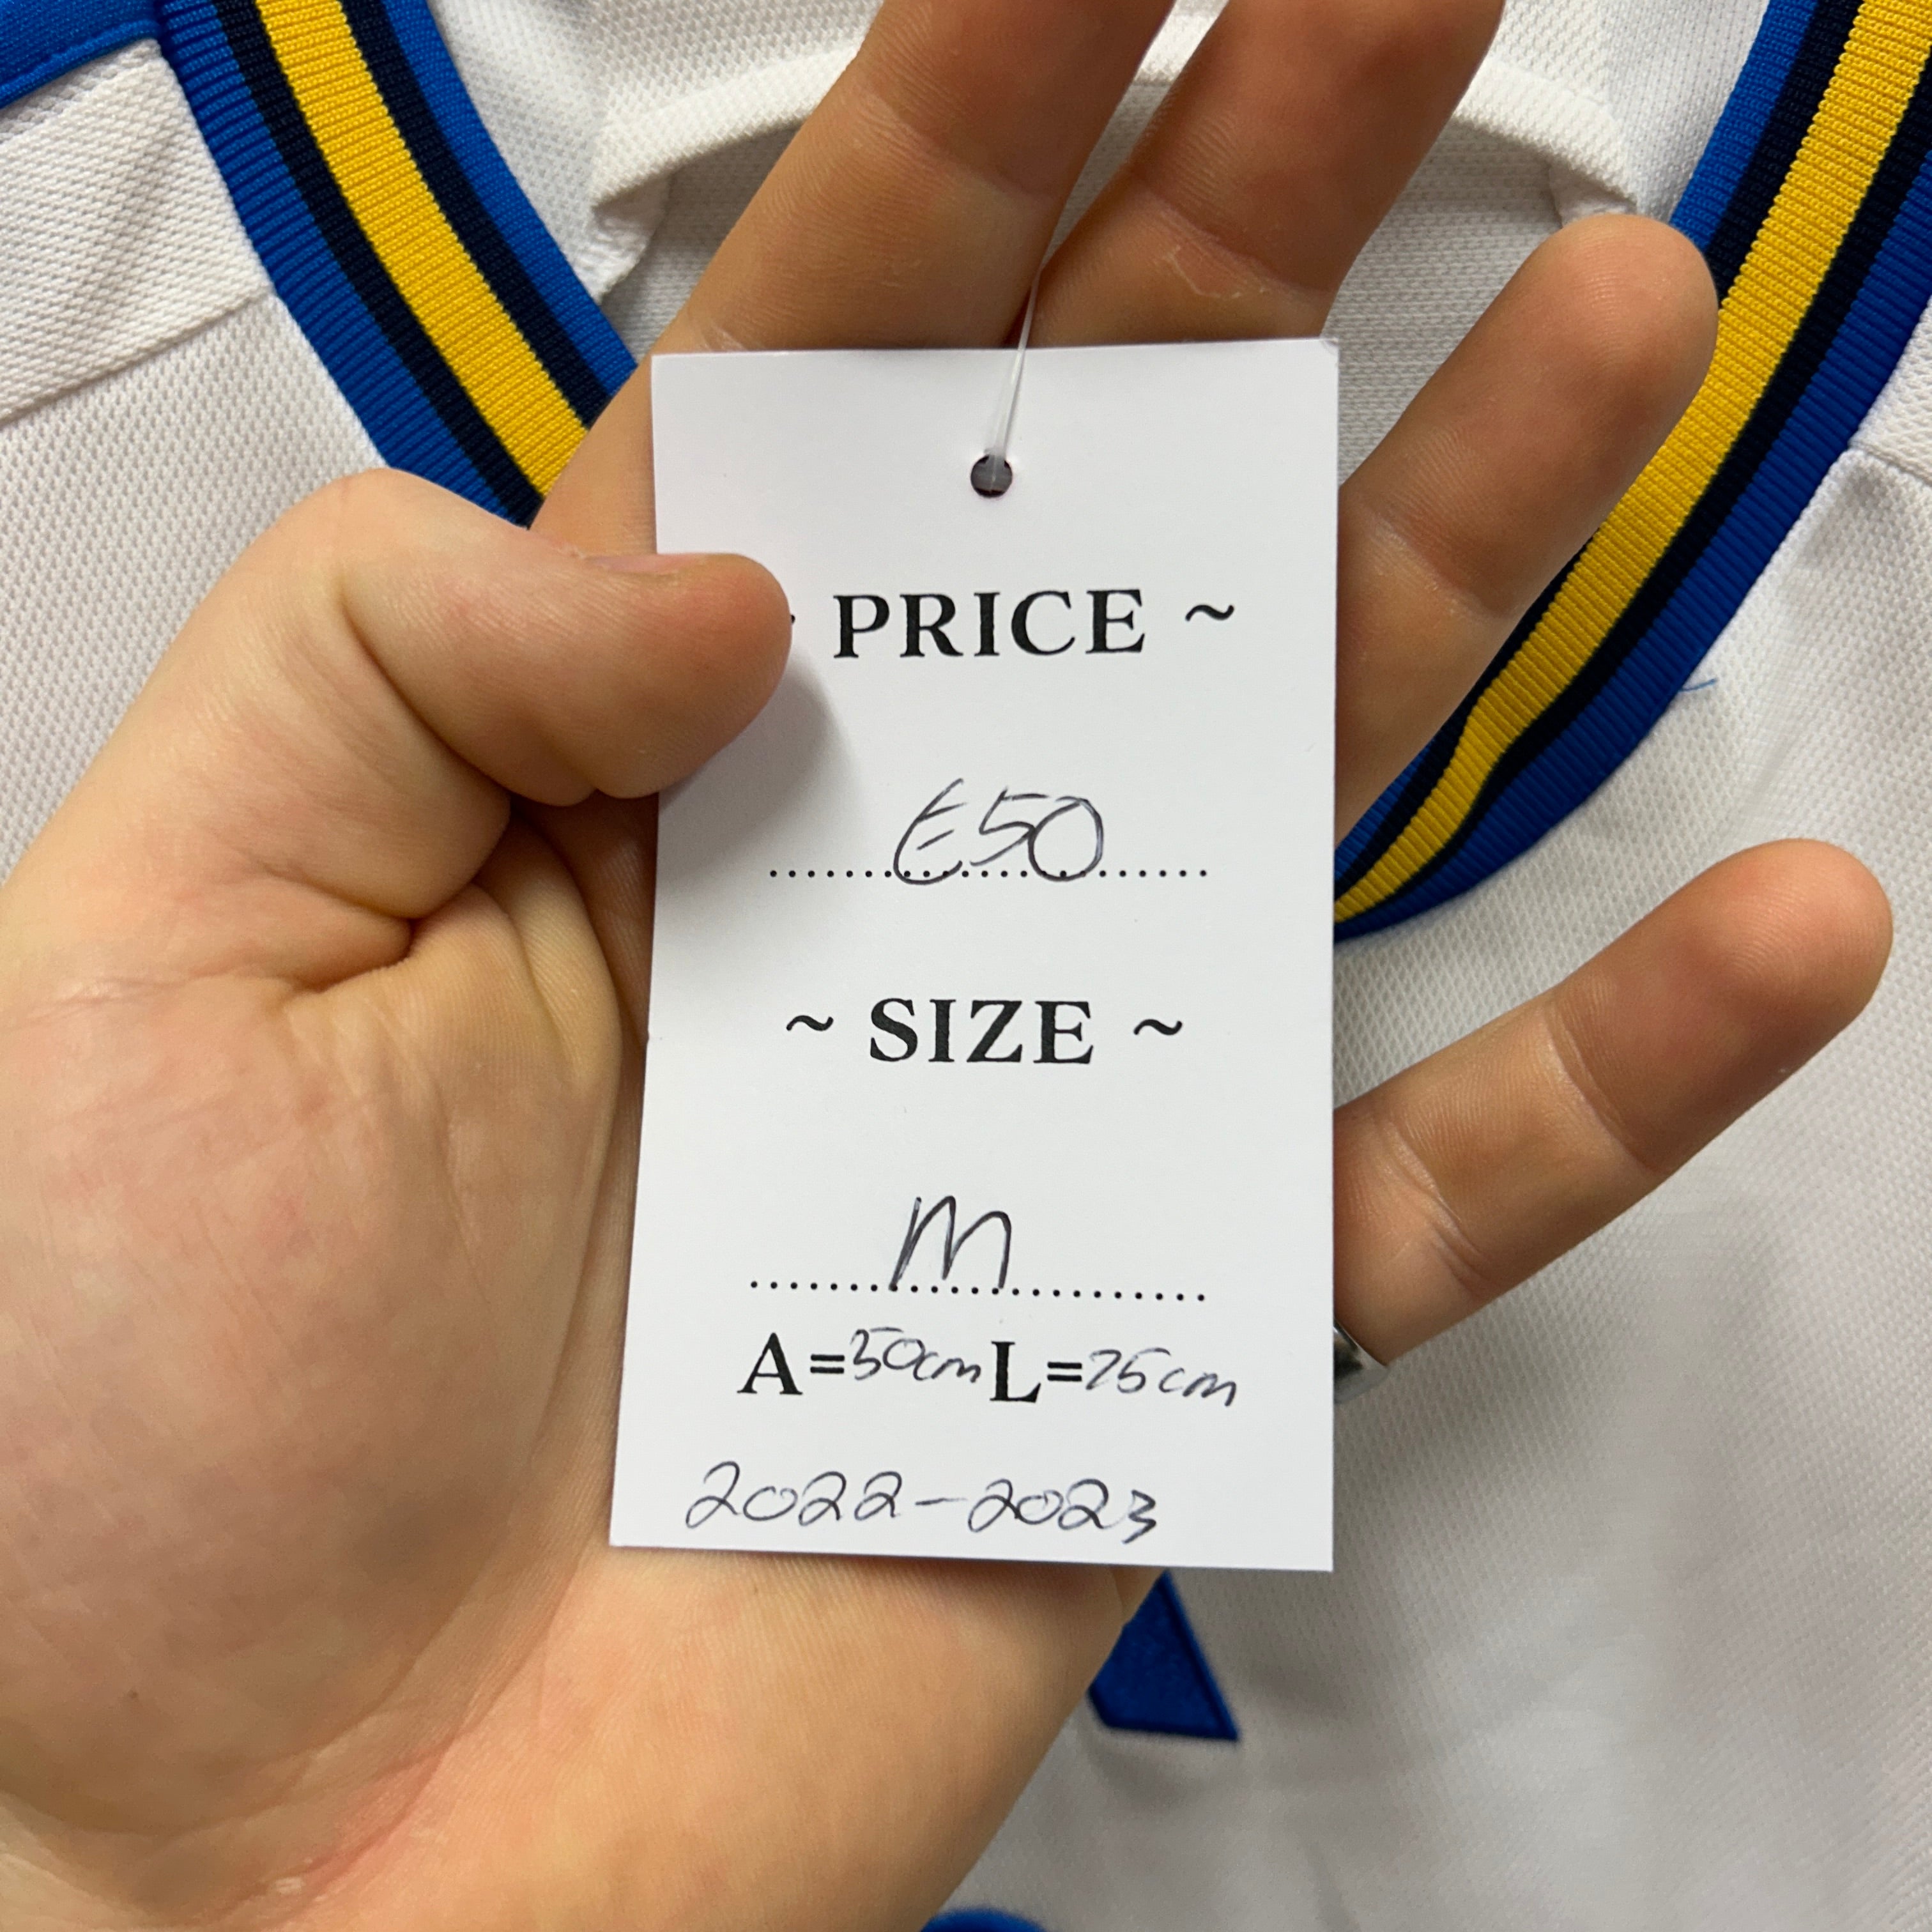 ~ PRICE ~
€50
~ SIZE ~
M
A=50cm L=75cm
2022-2023